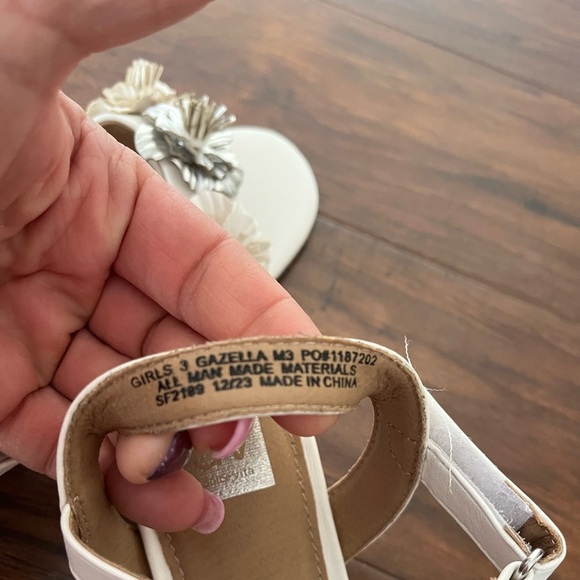 GIRLS 3 GAZELLA M3 PO#1187202
ALL MAN MADE MATERIALS
SF2189 12/23 MADE IN CHINA